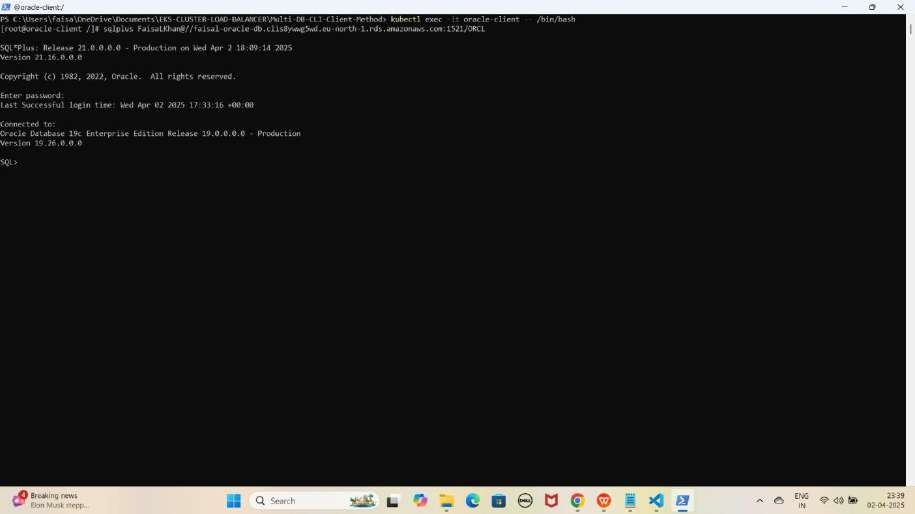 @oracle-client:/
PS C:\Users\faisa\OneDrive\Documents\EKS-CLUSTER-LOAD-BALANCER\Multi-DB-CLI-Client-Method> kubectl exec -it oracle-client -- /bin/bash
[root@oracle-client /]# sqlplus FaisaLKhan@//faisal-oracle-db.clis8ywwg5wd.eu-north-1.rds.amazonaws.com:1521/ORCL
SQL*Plus: Release 21.0.0.0.0 - Production on Wed Apr 2 18:09:14 2025
Version 21.16.0.0.0
Copyright (c) 1982, 2022, Oracle.  All rights reserved.
Enter password:
Last Successful login time: Wed Apr 02 2025 17:33:16 +00:00
Connected to:
Oracle Database 19c Enterprise Edition Release 19.0.0.0.0 - Production
Version 19.26.0.0.0
SQL>
4
Breaking news
Elon Musk stepp...
Search
DELL
ENG
IN
23:39
02-04-2025